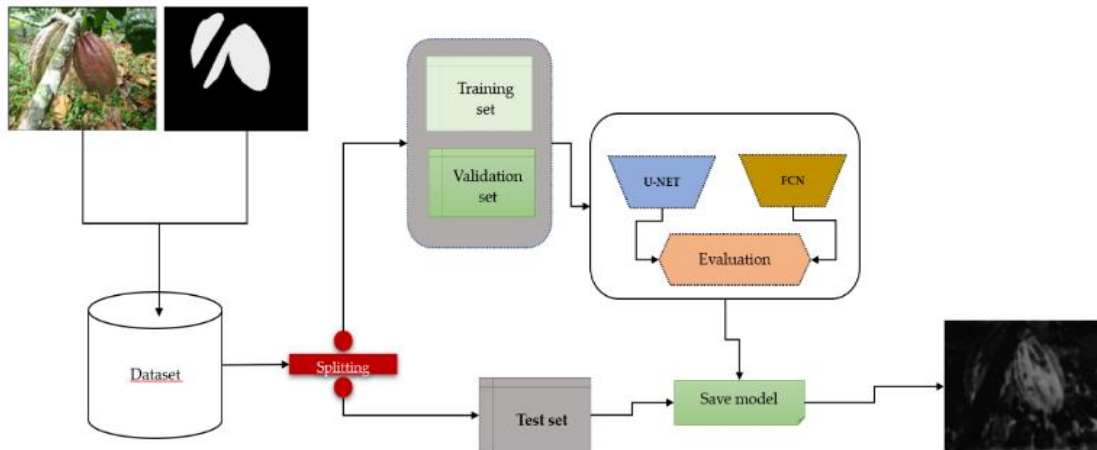 Training
set
Validation
set
U-NET
FCN
Evaluation
Dataset
Splitting
Test set
Save model